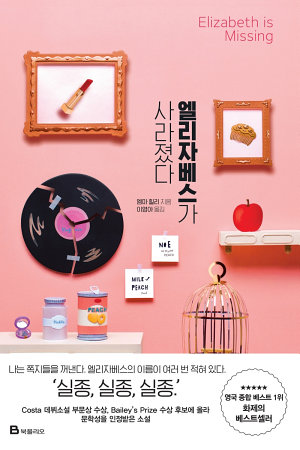 Elizabeth is
Missing
엘리자베스가
사라졌다
엠마 힐리 지음
이영아 옮김
MILK
PEACH
PEACH
나는 쪽지들을 꺼낸다. 엘리자베스의 이름이 여러 번 적혀 있다.
‘실종, 실종, 실종.’
Costa 데뷔소설 부문상 수상, Bailey's Prize 수상 후보에 올라
문학성을 인정받은 소설
★★★★★
영국 종합 베스트 1위
화제의
베스트셀러
B 북폴리오